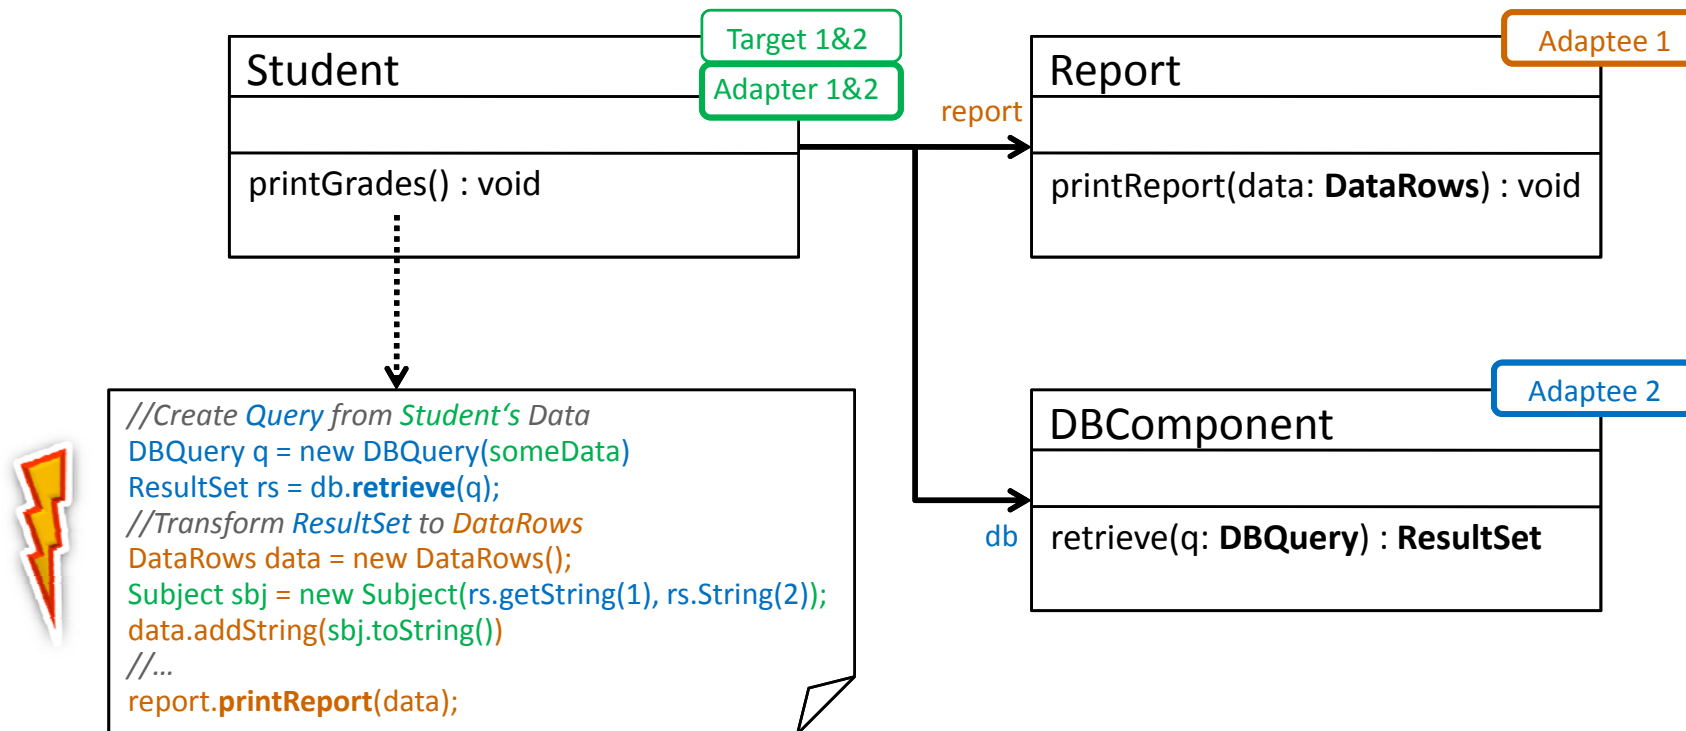 Target 1&2
Adapter 1&2
Student
printGrades() : void
Adaptee 1
Report
report
printReport(data: DataRows) : void
Adaptee 2
DBComponent
db
retrieve(q: DBQuery) : ResultSet
//Create Query from Student‘s Data
DBQuery q = new DBQuery(someData)
ResultSet rs = db.retrieve(q);
//Transform ResultSet to DataRows
DataRows data = new DataRows();
Subject sbj = new Subject(rs.getString(1), rs.String(2));
data.addString(sbj.toString())
//...
report.printReport(data);